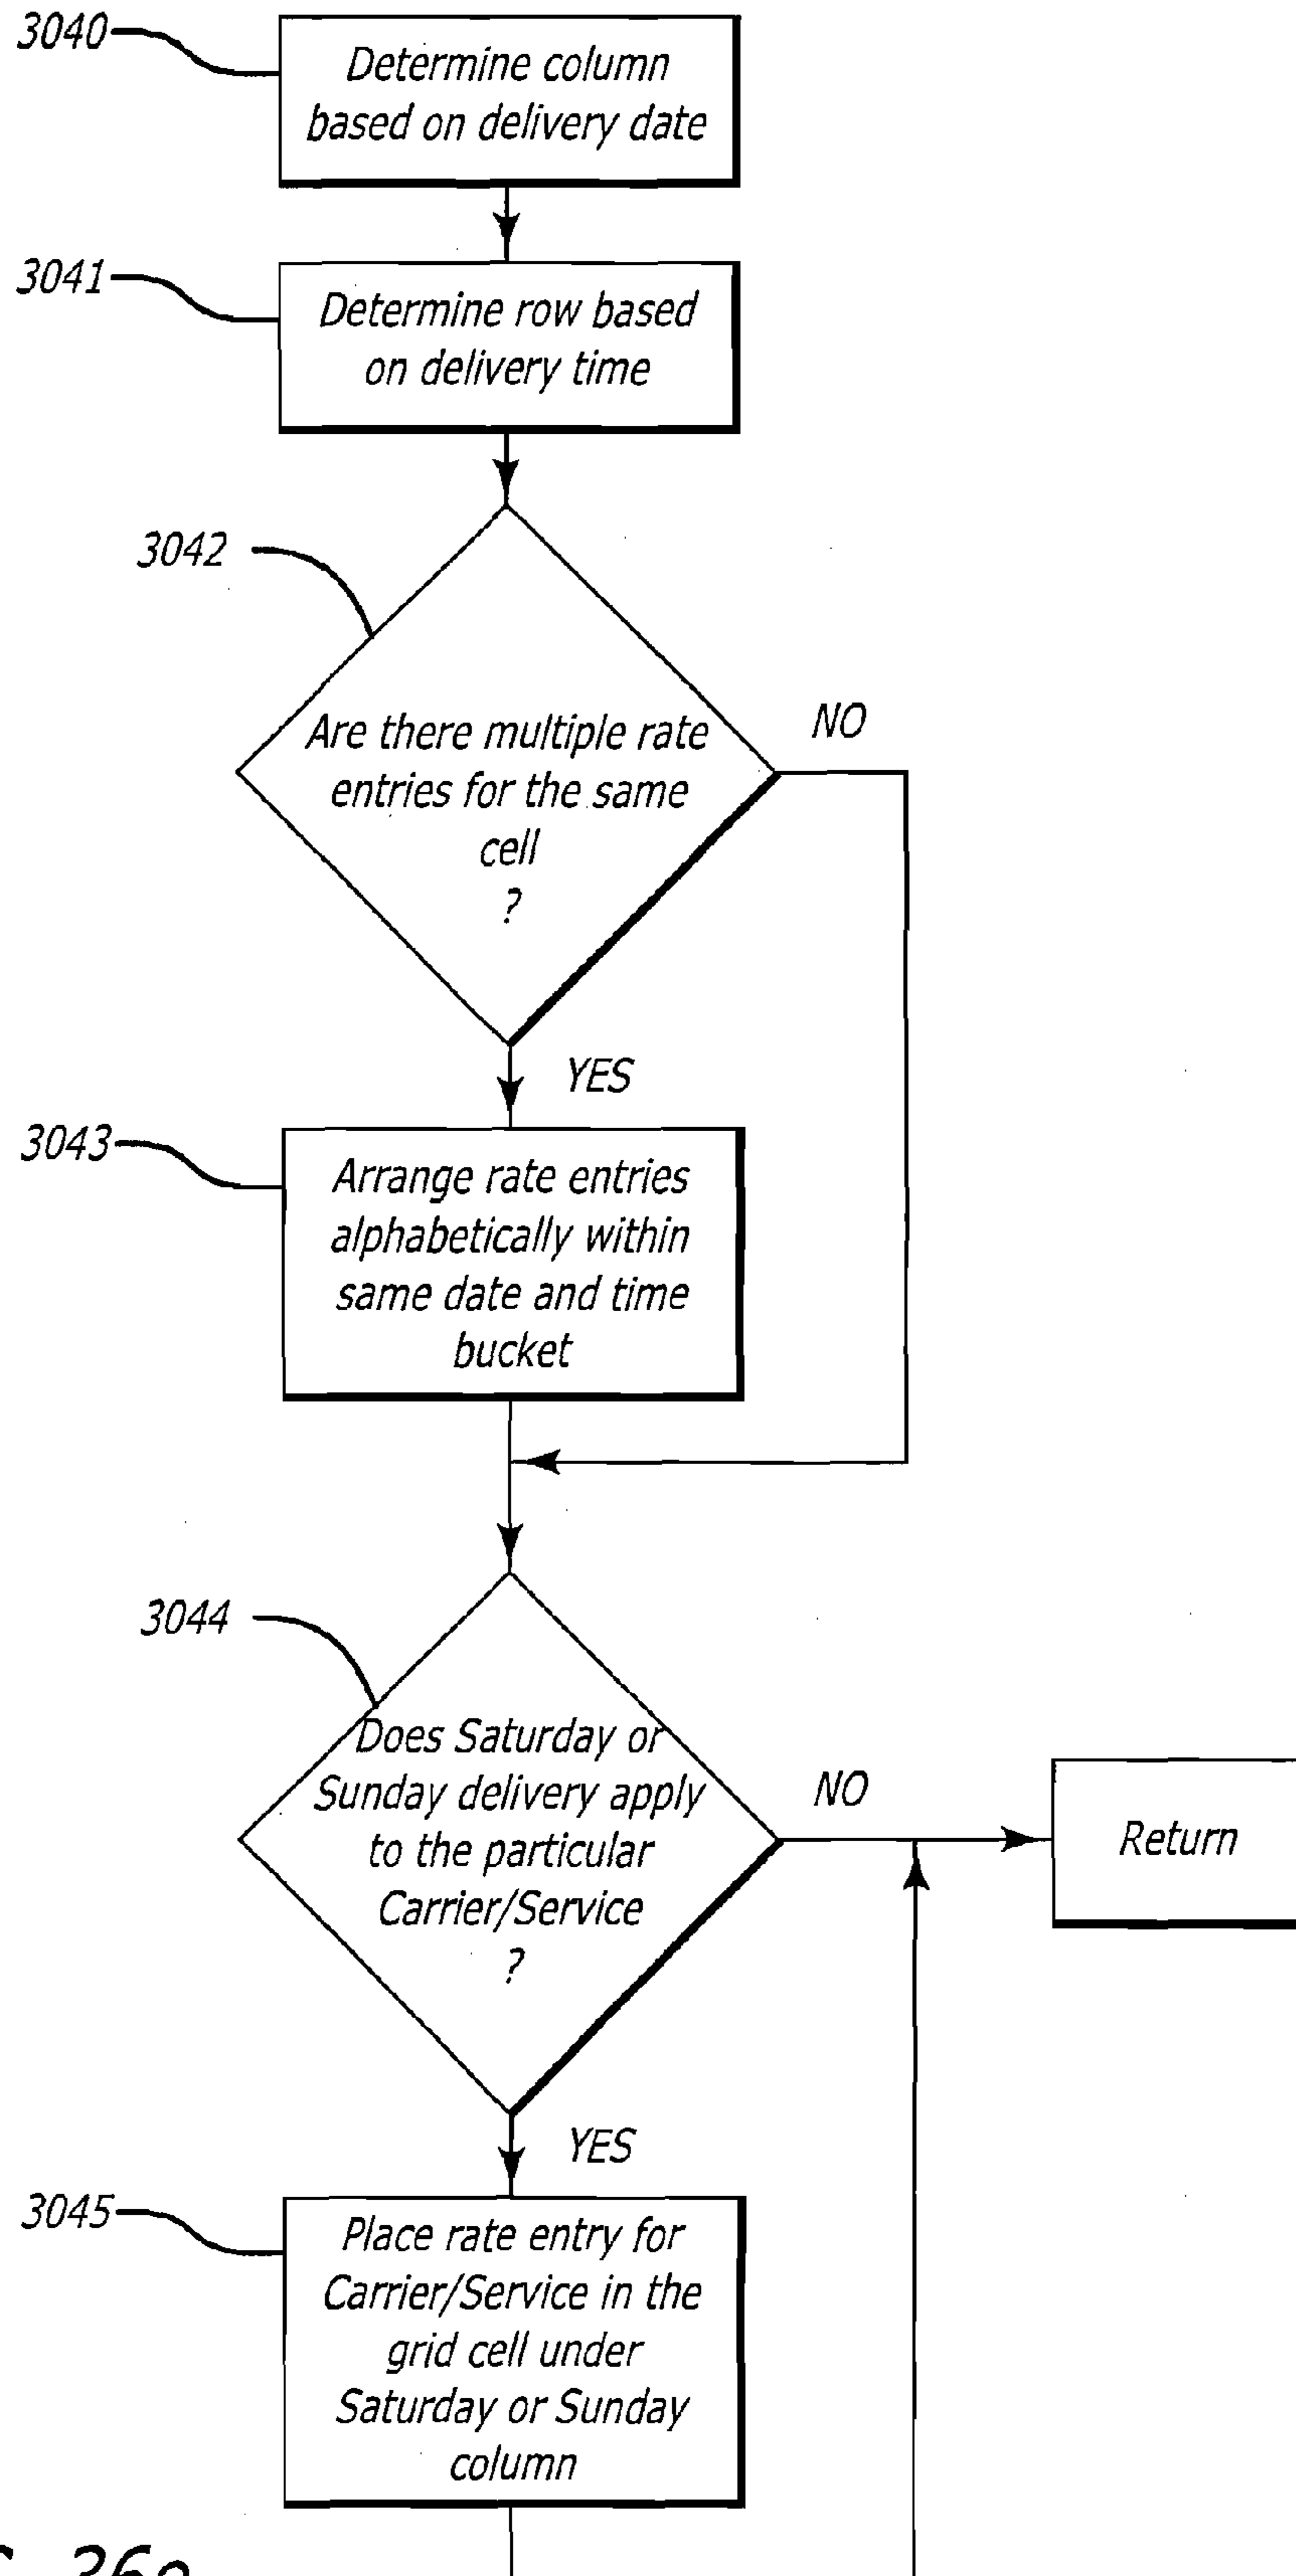 3040
Determine column
based on delivery date
3041
Determine row based
on delivery time
3042
Are there multiple rate
entries for the same
cell
?
NO
YES
3043
Arrange rate entries
alphabetically within
same date and time
bucket
3044
Does Saturday or
Sunday delivery apply
to the particular
Carrier/Service
?
NO
Return
YES
3045
Place rate entry for
Carrier/Service in the
grid cell under
Saturday or Sunday
column